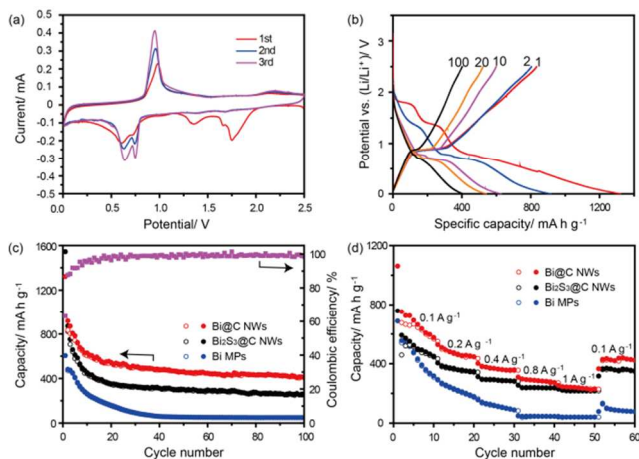 (a)
0.5
0.4
0.3
0.2
0.1
0.0
-0.1
-0.2
-0.3
-0.4
-0.5
Current/ mA
1st
2nd
3rd
0.0 0.5 1.0 1.5 2.0 2.5
Potential/ V
(b)
3
2
1
0
Potential vs. (Li/Li⁺)/ V
100 20 10 2 1
0 400 800 1200
Specific capacity/ mA h g⁻¹
(c)
1600
1200
800
400
0
Capacity/ mA h g⁻¹
Bi@C NWs
Bi₂S₃@C NWs
Bi MPs
100
80
60
40
20
0
Coulombic efficiency/ %
0 20 40 60 80 100
Cycle number
(d)
1200
800
400
0
Capacity/ mA h g⁻¹
Bi@C NWs
Bi₂S₃@C NWs
Bi MPs
0.1 A g⁻¹
0.2 A g⁻¹
0.4 A g⁻¹
0.8 A g⁻¹
1 A g⁻¹
0.1 A g⁻¹
0 10 20 30 40 50 60
Cycle number